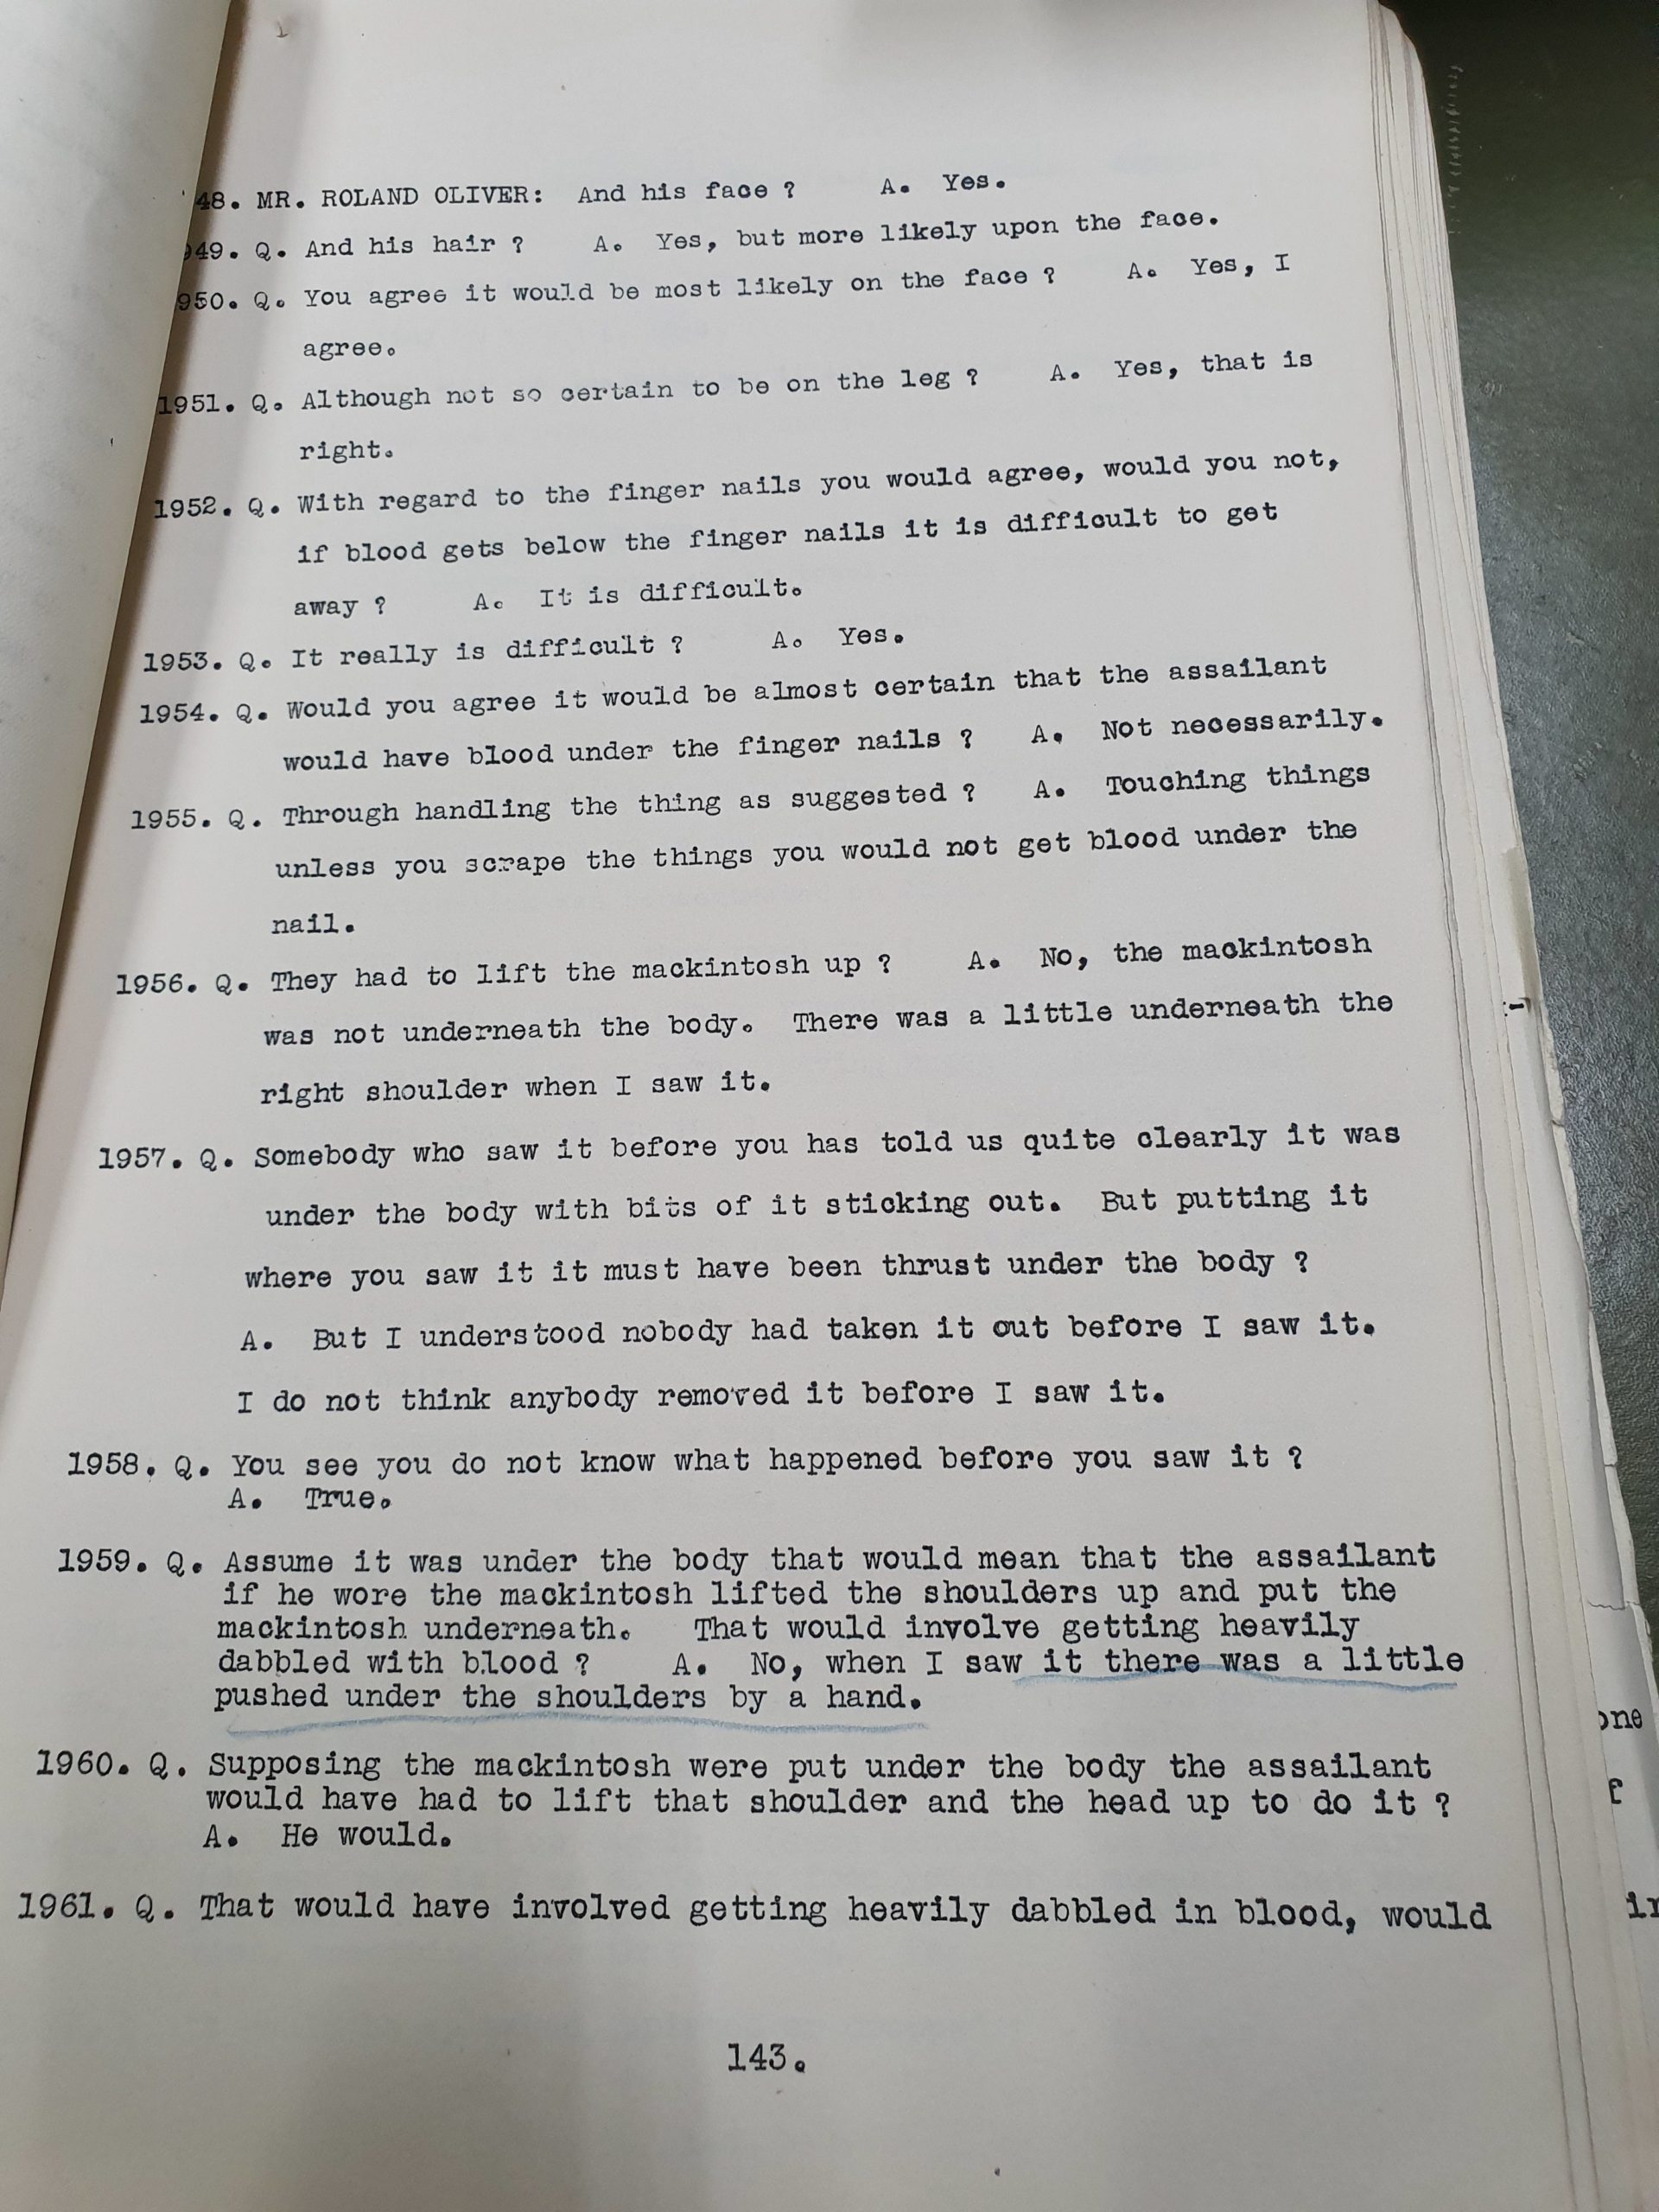 48. MR. ROLAND OLIVER: And his face ? A. Yes.
949. Q. And his hair ? A. Yes, but more likely upon the face.
950. Q. You agree it would be most likely on the face ? A. Yes, I
agree.
1951. Q. Although not so certain to be on the leg ? A. Yes, that is
right.
1952. Q. With regard to the finger nails you would agree, would you not,
if blood gets below the finger nails it is difficult to get
away ? A. It is difficult.
1953. Q. It really is difficult ? A. Yes.
1954. Q. Would you agree it would be almost certain that the assailant
would have blood under the finger nails ? A. Not necessarily.
1955. Q. Through handling the thing as suggested ? A. Touching things
unless you scrape the things you would not get blood under the
nail.
1956. Q. They had to lift the mackintosh up ? A. No, the mackintosh
was not underneath the body. There was a little underneath the
right shoulder when I saw it.
1957. Q. Somebody who saw it before you has told us quite clearly it was
under the body with bits of it sticking out. But putting it
where you saw it it must have been thrust under the body ?
A. But I understood nobody had taken it out before I saw it.
I do not think anybody removed it before I saw it.
1958. Q. You see you do not know what happened before you saw it ?
A. True.
1959. Q. Assume it was under the body that would mean that the assailant
if he wore the mackintosh lifted the shoulders up and put the
mackintosh underneath. That would involve getting heavily
dabbled with blood ? A. No, when I saw it there was a little
pushed under the shoulders by a hand.
1960. Q. Supposing the mackintosh were put under the body the assailant
would have had to lift that shoulder and the head up to do it ?
A. He would.
1961. Q. That would have involved getting heavily dabbled in blood, would
143.